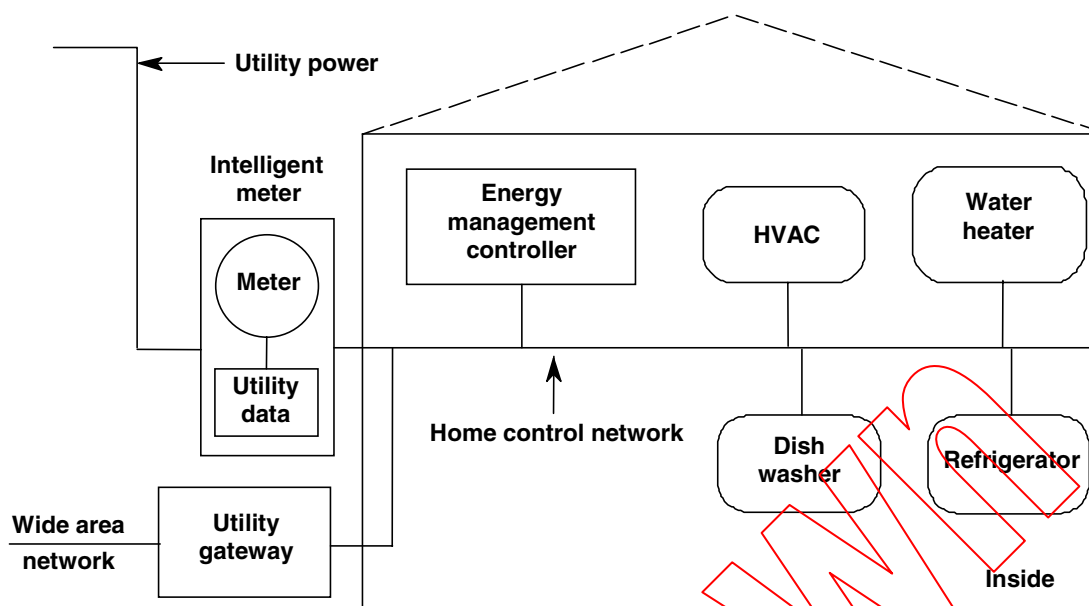 Utility power
Intelligent
meter
Energy
management
controller
HVAC
Water
heater
Meter
Utility
data
Home control network
Dish
washer
Refrigerator
Wide area
network
Utility
gateway
Inside